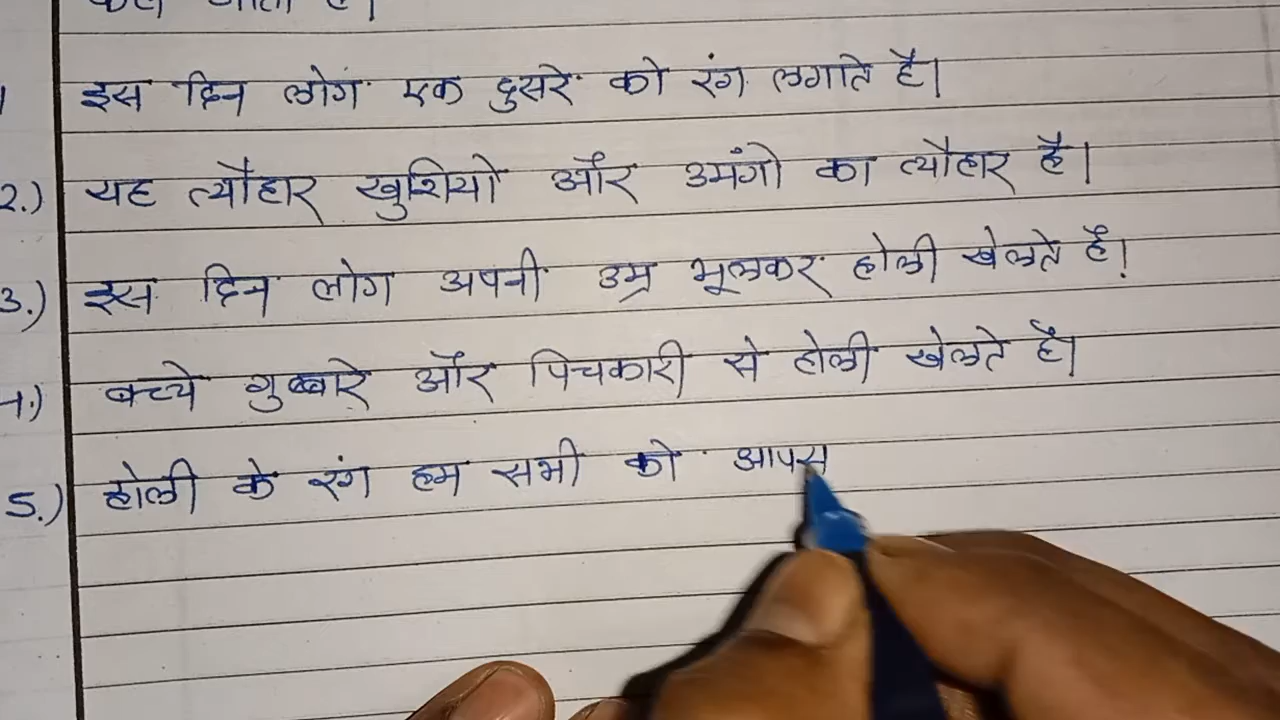 जाता है।
इस दिन लोग एक दुसरे को रंग लगाते है।
2.) यह त्यौहार खुशियो और उमंगो का त्यौहार है।
3.) इस दिन लोग अपनी उम्र भूलकर होली खेलते है।
4.) बच्चे गुब्बारे और पिचकारी से होली खेलते है।
5.) होली के रंग हम सभी को आपस